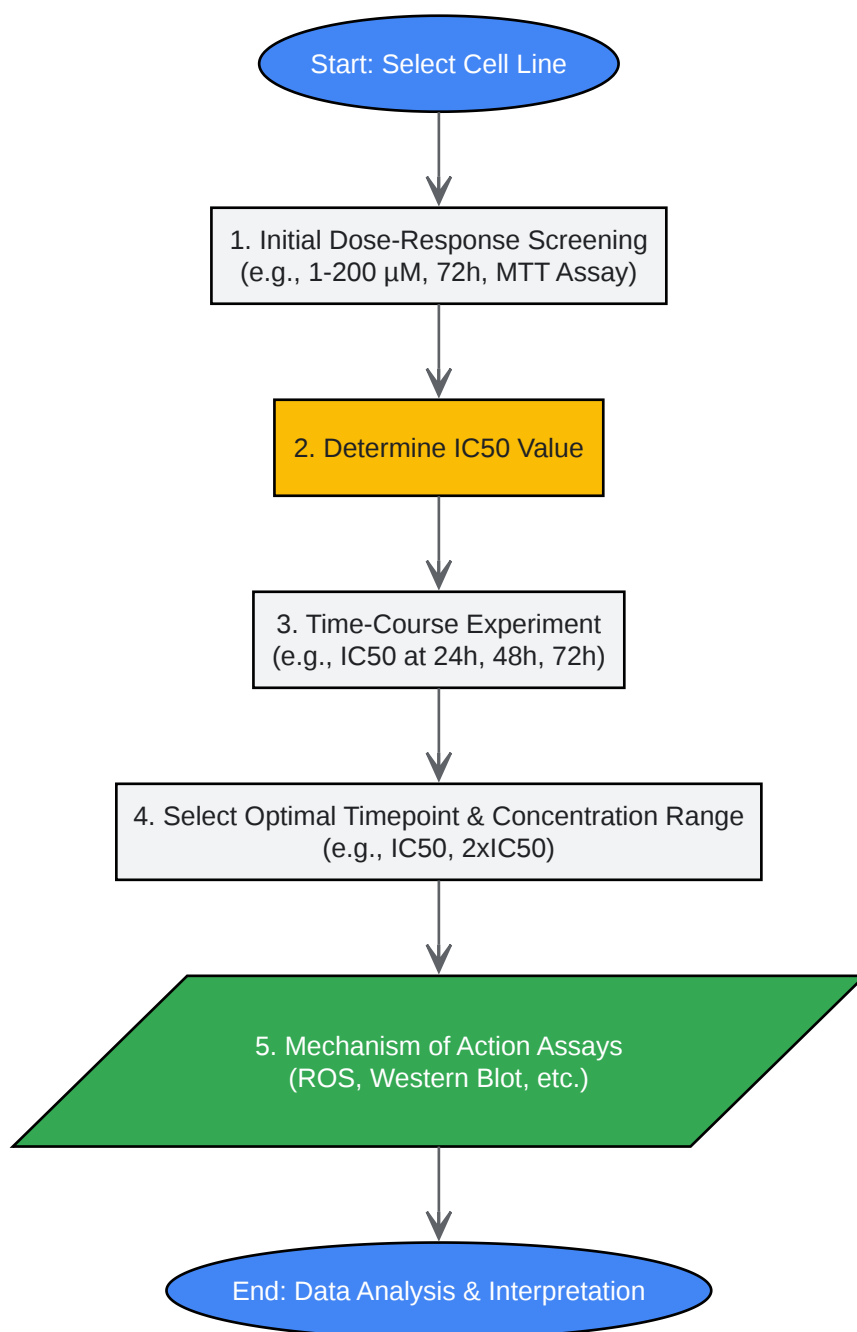 Start: Select Cell Line
1. Initial Dose-Response Screening
(e.g., 1-200 µM, 72h, MTT Assay)
2. Determine IC50 Value
3. Time-Course Experiment
(e.g., IC50 at 24h, 48h, 72h)
4. Select Optimal Timepoint & Concentration Range
(e.g., IC50, 2xIC50)
5. Mechanism of Action Assays
(ROS, Western Blot, etc.)
End: Data Analysis & Interpretation